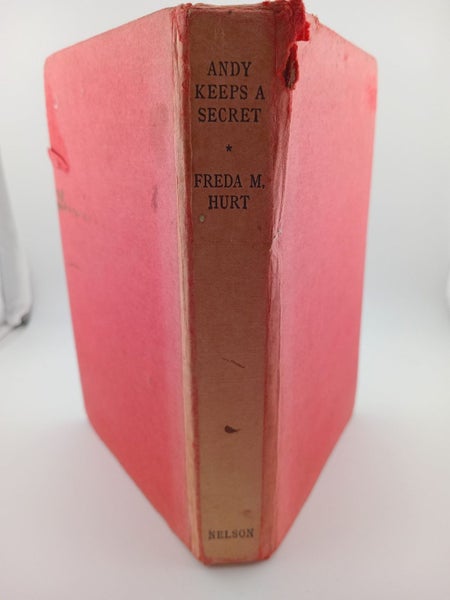 ANDY
KEEPS A
SECRET
*
FREDA M.
HURT
NELSON